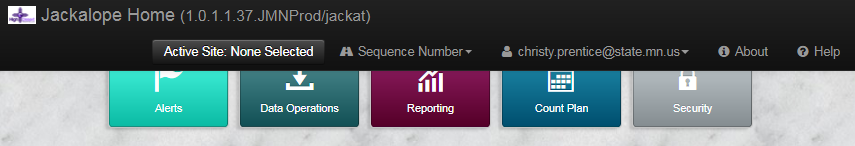 Jackalope Home (1.0.1.1.37.JMNProd/jackat)
Active Site: None Selected Sequence Number christy.prentice@state.mn.us About Help
Alerts Data Operations Reporting Count Plan Security